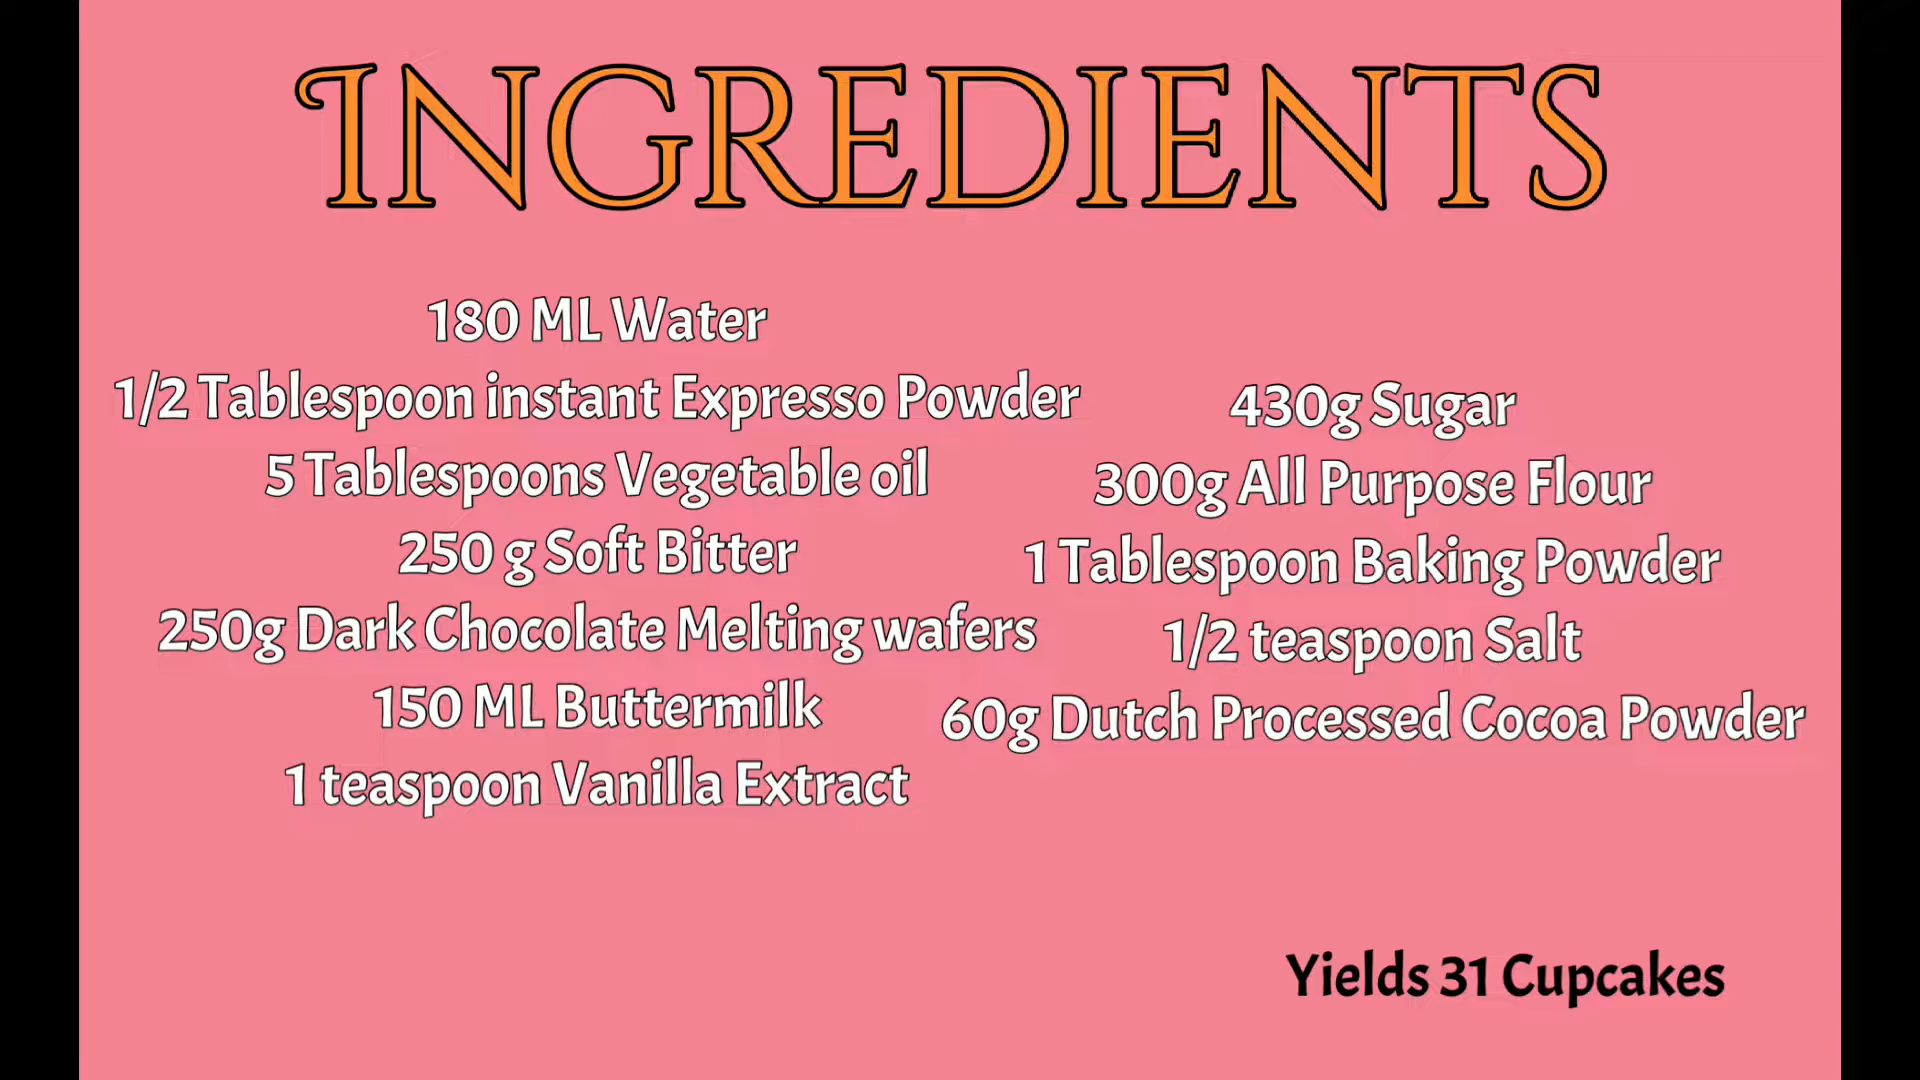 INGREDIENTS
180 ML Water
1/2 Tablespoon instant Expresso Powder
5 Tablespoons Vegetable oil
250 g Soft Bitter
250g Dark Chocolate Melting wafers
150 ML Buttermilk
1 teaspoon Vanilla Extract
430g Sugar
300g All Purpose Flour
1 Tablespoon Baking Powder
1/2 teaspoon Salt
60g Dutch Processed Cocoa Powder
Yields 31 Cupcakes